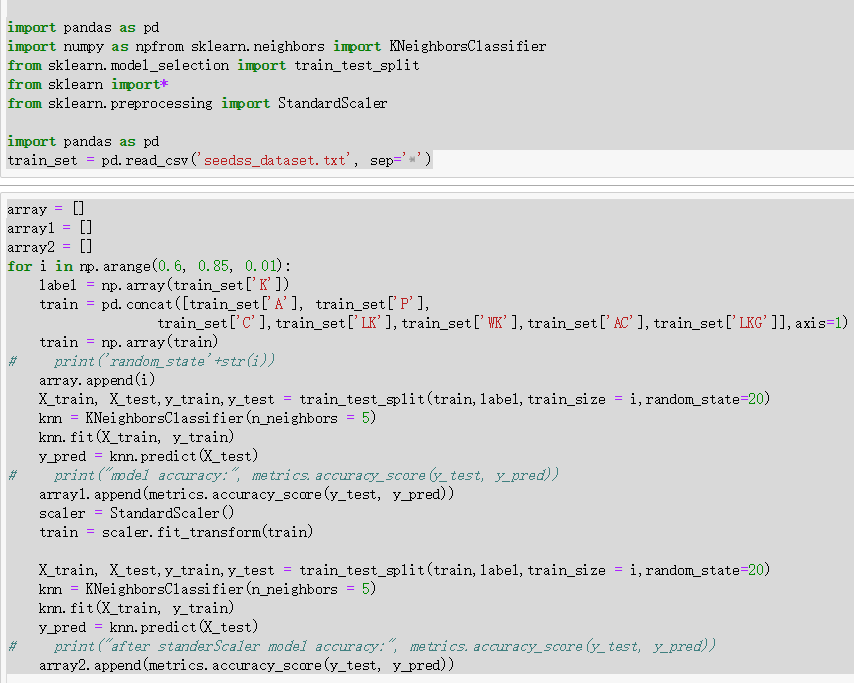 import pandas as pd
import numpy as npfrom sklearn.neighbors import KNeighborsClassifier
from sklearn.model_selection import train_test_split
from sklearn import*
from sklearn.preprocessing import StandardScaler
import pandas as pd
train_set = pd.read_csv('seedss_dataset.txt', sep='*')
array = []
array1 = []
array2 = []
for i in np.arange(0.6, 0.85, 0.01):
    label = np.array(train_set['K'])
    train = pd.concat([train_set['A'], train_set['P'],
                   train_set['C'],train_set['LK'],train_set['WK'],train_set['AC'],train_set['LKG']],axis=1)
    train = np.array(train)
#     print('random_state'+str(i))
    array.append(i)
    X_train, X_test,y_train,y_test = train_test_split(train,label,train_size = i,random_state=20)
    knn = KNeighborsClassifier(n_neighbors = 5)
    knn.fit(X_train, y_train)
    y_pred = knn.predict(X_test)
#     print("model accuracy:", metrics.accuracy_score(y_test, y_pred))
    array1.append(metrics.accuracy_score(y_test, y_pred))
    scaler = StandardScaler()
    train = scaler.fit_transform(train)
    X_train, X_test,y_train,y_test = train_test_split(train,label,train_size = i,random_state=20)
    knn = KNeighborsClassifier(n_neighbors = 5)
    knn.fit(X_train, y_train)
    y_pred = knn.predict(X_test)
#     print("after standerScaler model accuracy:", metrics.accuracy_score(y_test, y_pred))
    array2.append(metrics.accuracy_score(y_test, y_pred))